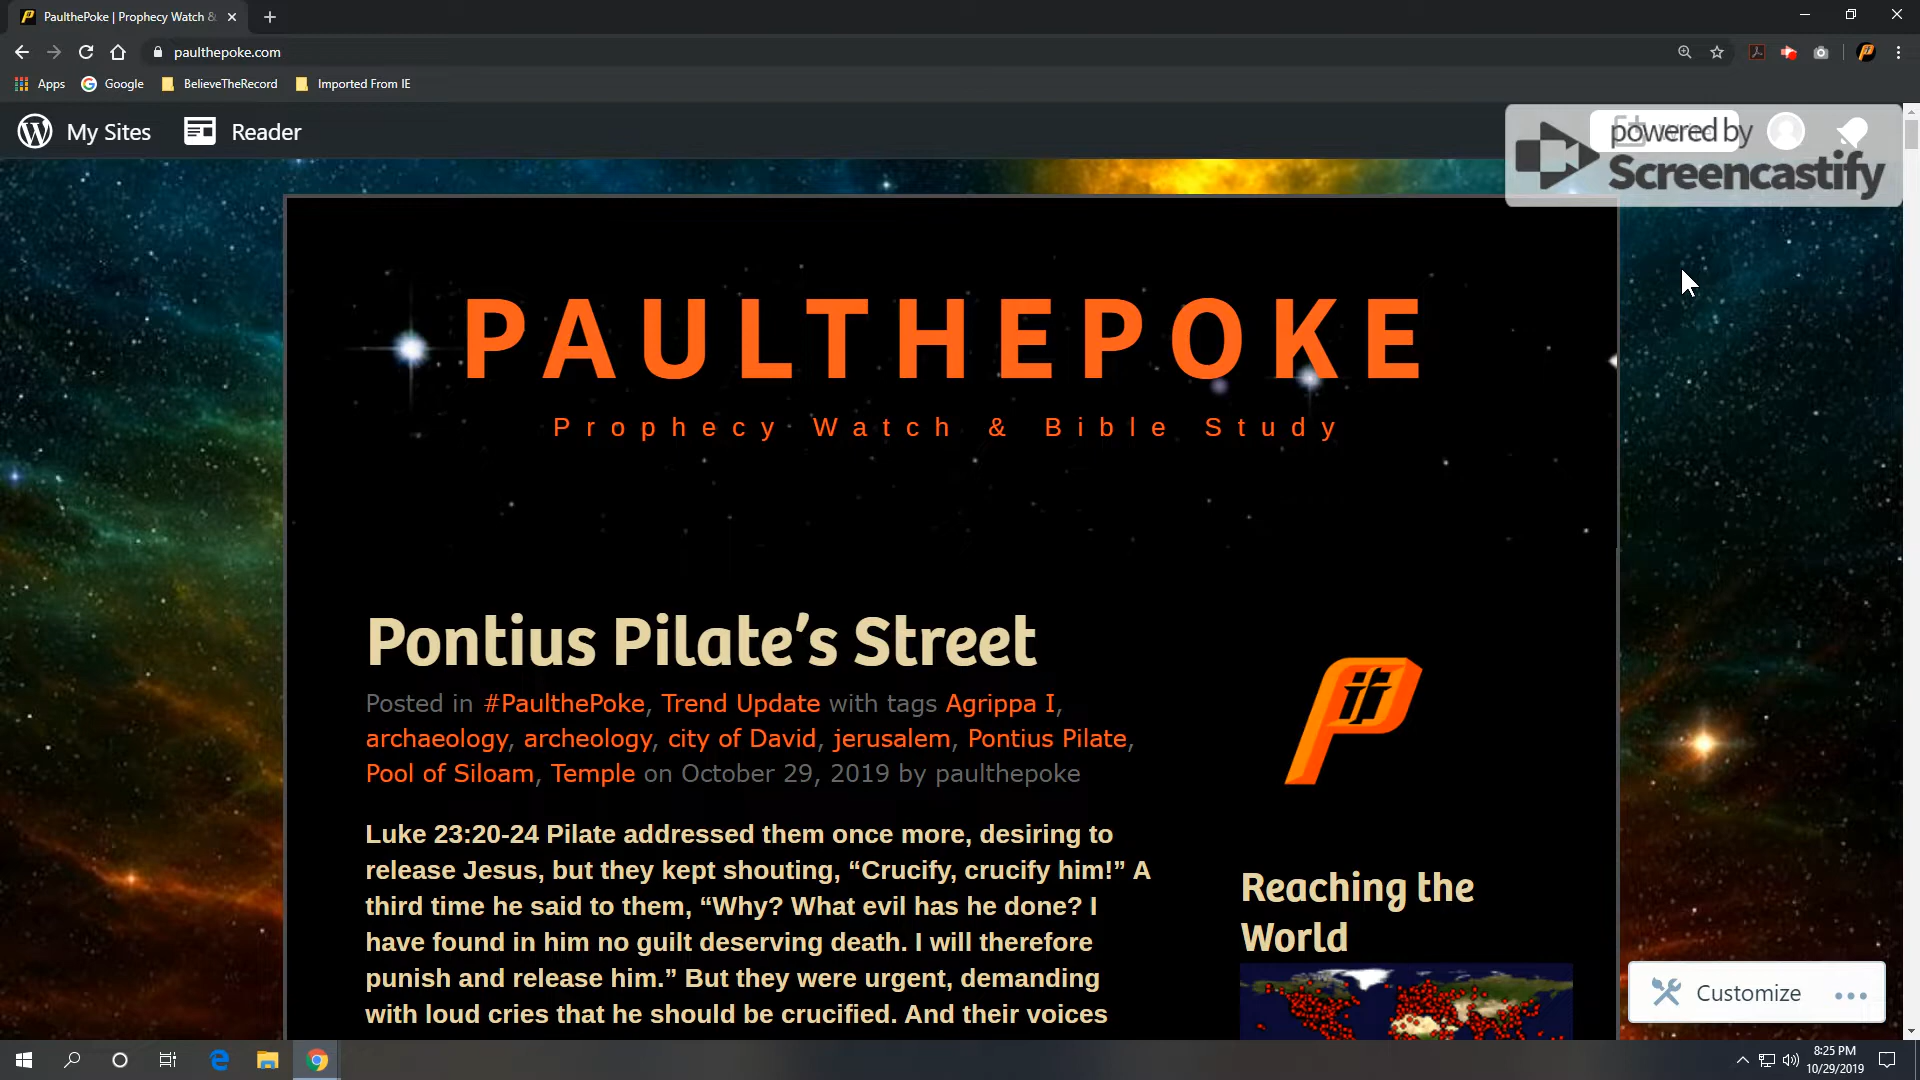 PaulthePoke | Prophecy Watch &
paulthepoke.com
Apps
Google
BelieveTheRecord
Imported From IE
My Sites
Reader
powered by
Screencastify
PAULTHEPOKE
Prophecy Watch & Bible Study
Pontius Pilate’s Street
Posted in #PaulthePoke, Trend Update with tags Agrippa I,
archaeology, archeology, city of David, jerusalem, Pontius Pilate,
Pool of Siloam, Temple on October 29, 2019 by paulthepoke
Luke 23:20-24 Pilate addressed them once more, desiring to
release Jesus, but they kept shouting, “Crucify, crucify him!” A
third time he said to them, “Why? What evil has he done? I
have found in him no guilt deserving death. I will therefore
punish and release him.” But they were urgent, demanding
with loud cries that he should be crucified. And their voices
Reaching the
World
Customize
8:25 PM
10/29/2019